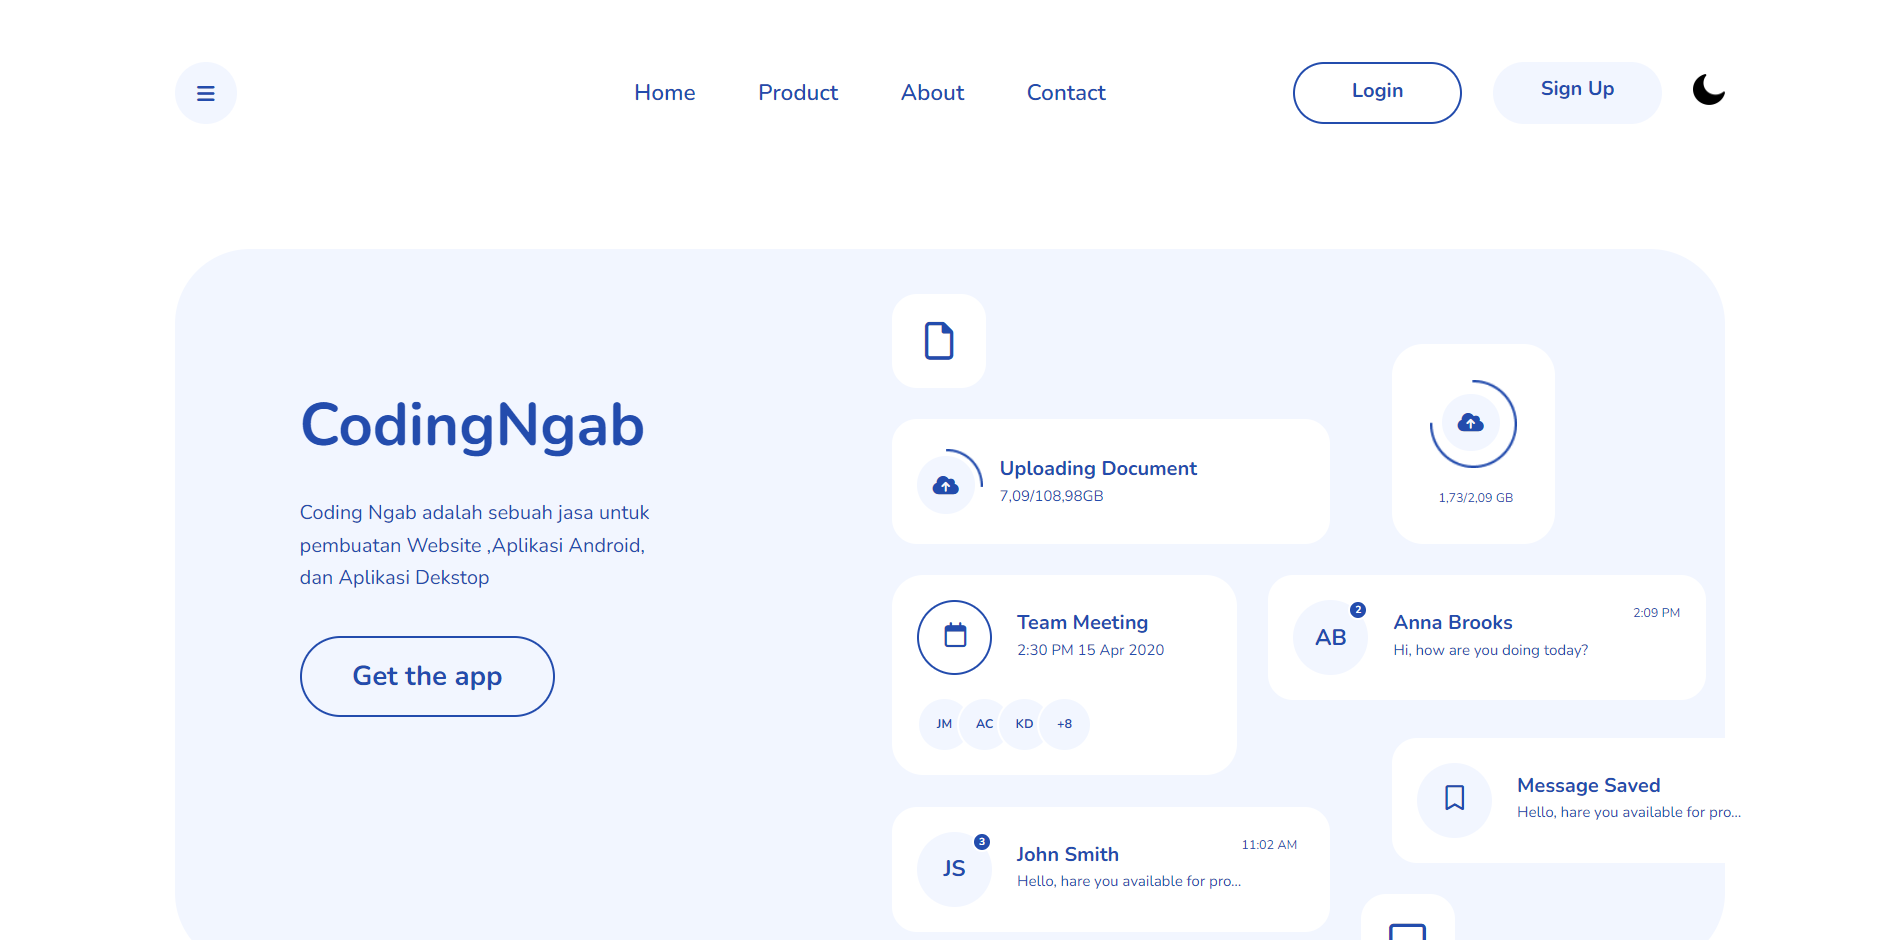 Home Product About Contact Login Sign Up
CodingNgab
Coding Ngab adalah sebuah jasa untuk
pembuatan Website ,Aplikasi Android,
dan Aplikasi Dekstop
Get the app
Uploading Document
7,09/108,98GB
1,73/2,09 GB
Team Meeting
2:30 PM 15 Apr 2020
JM AC KD +8
AB
2
Anna Brooks
2:09 PM
Hi, how are you doing today?
Message Saved
Hello, hare you available for pro...
JS
3
John Smith
11:02 AM
Hello, hare you available for pro...